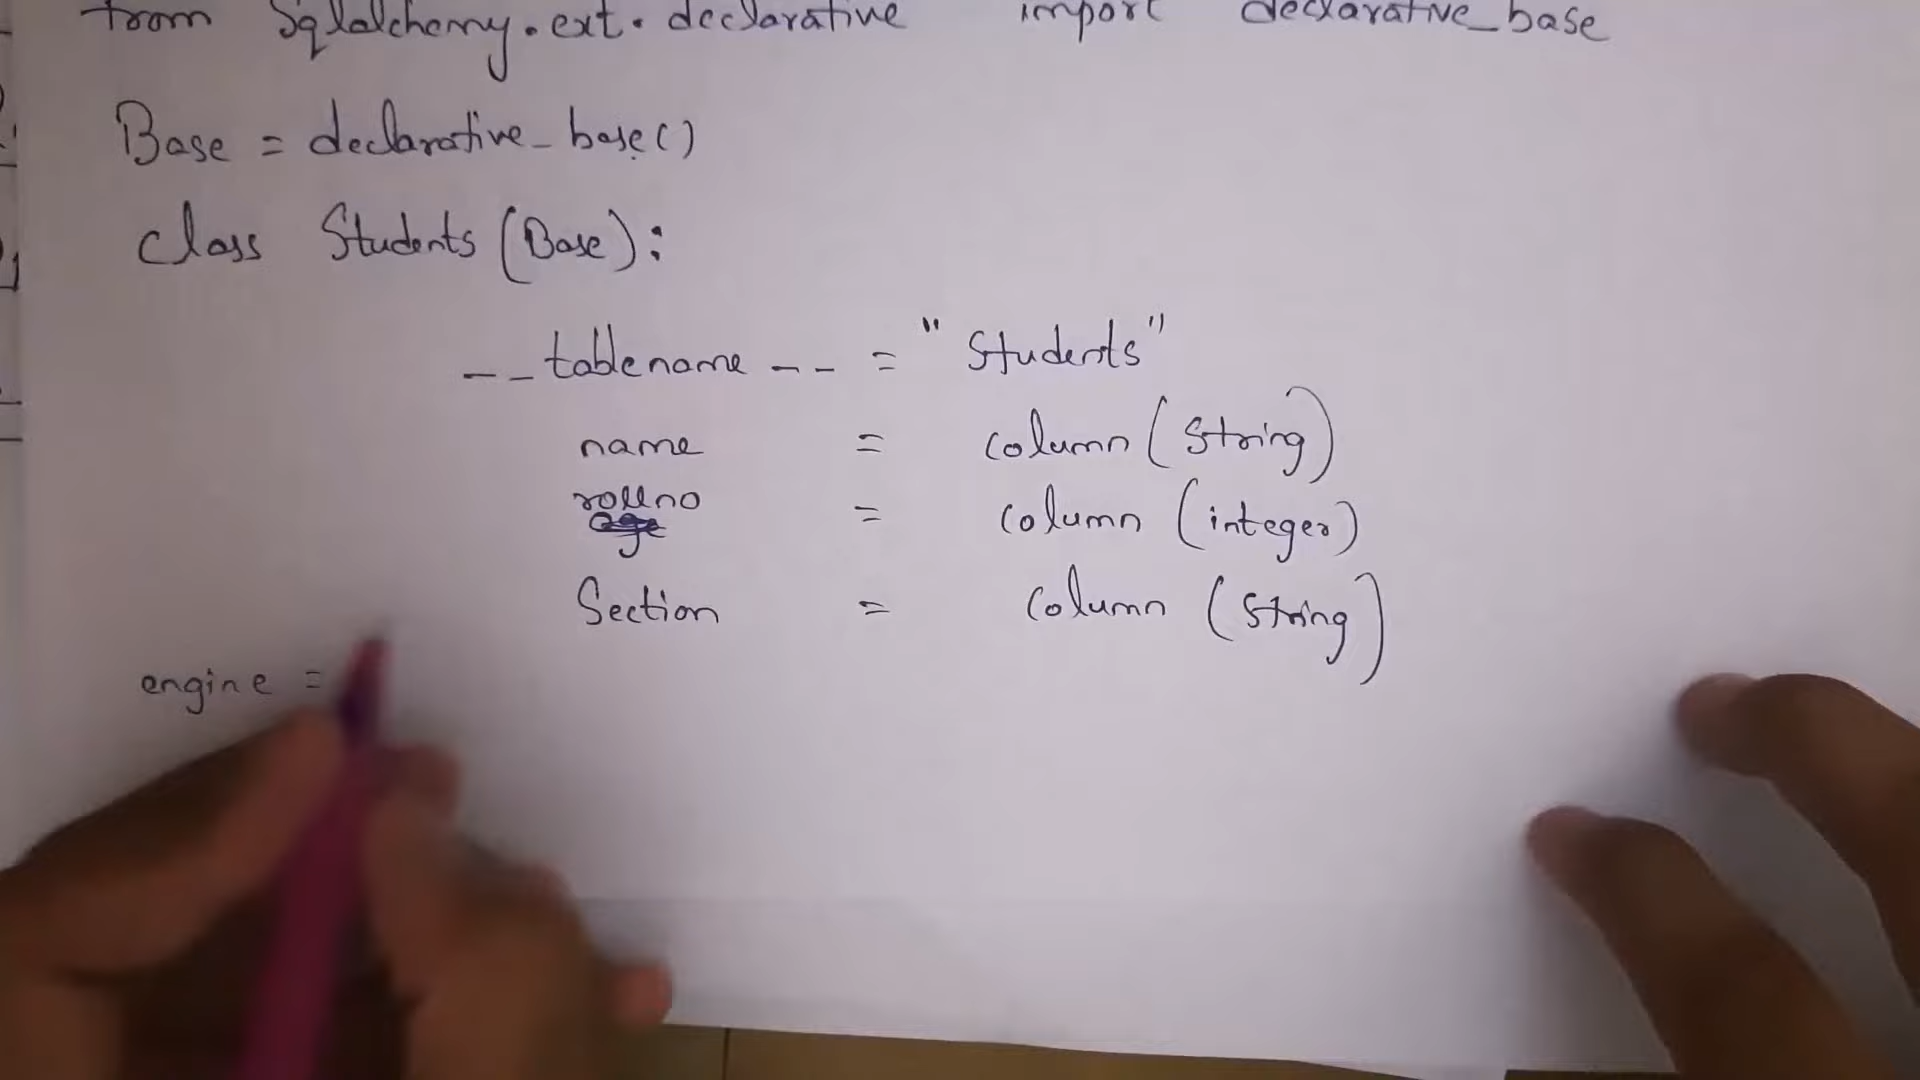 from Sqlalchemy.ext.declarative import declarative_base
Base = declarative_base()
class Students (Base):
__tablename__ = "Students"
name = column (String)
rollno = column (integer)
Section = column (String)
engine =